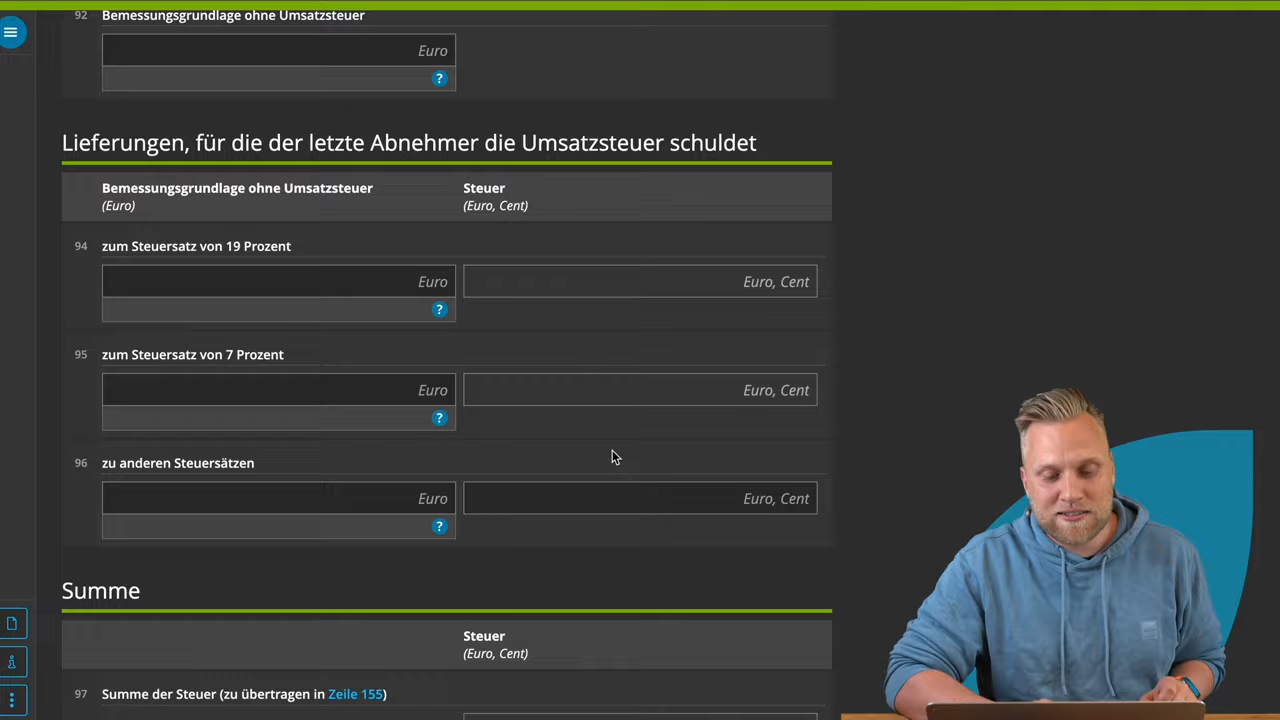 92 Bemessungsgrundlage ohne Umsatzsteuer
Euro
?
Lieferungen, für die der letzte Abnehmer die Umsatzsteuer schuldet
Bemessungsgrundlage ohne Umsatzsteuer Steuer
(Euro) (Euro, Cent)
94 zum Steuersatz von 19 Prozent
Euro Euro, Cent
?
95 zum Steuersatz von 7 Prozent
Euro Euro, Cent
?
96 zu anderen Steuersätzen
Euro Euro, Cent
?
Summe
Steuer
(Euro, Cent)
97 Summe der Steuer (zu übertragen in Zeile 155)